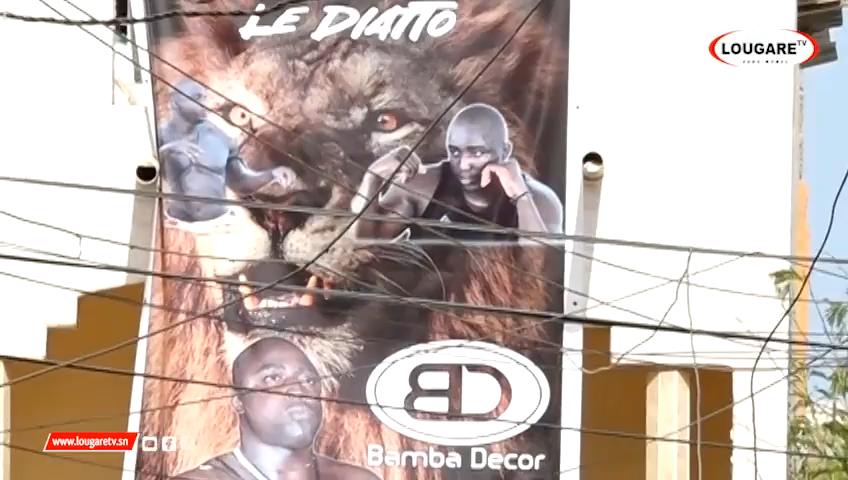 LE DIATTO
LOUGARE TV
BD
Bamba Decor
www.lougaretv.sn